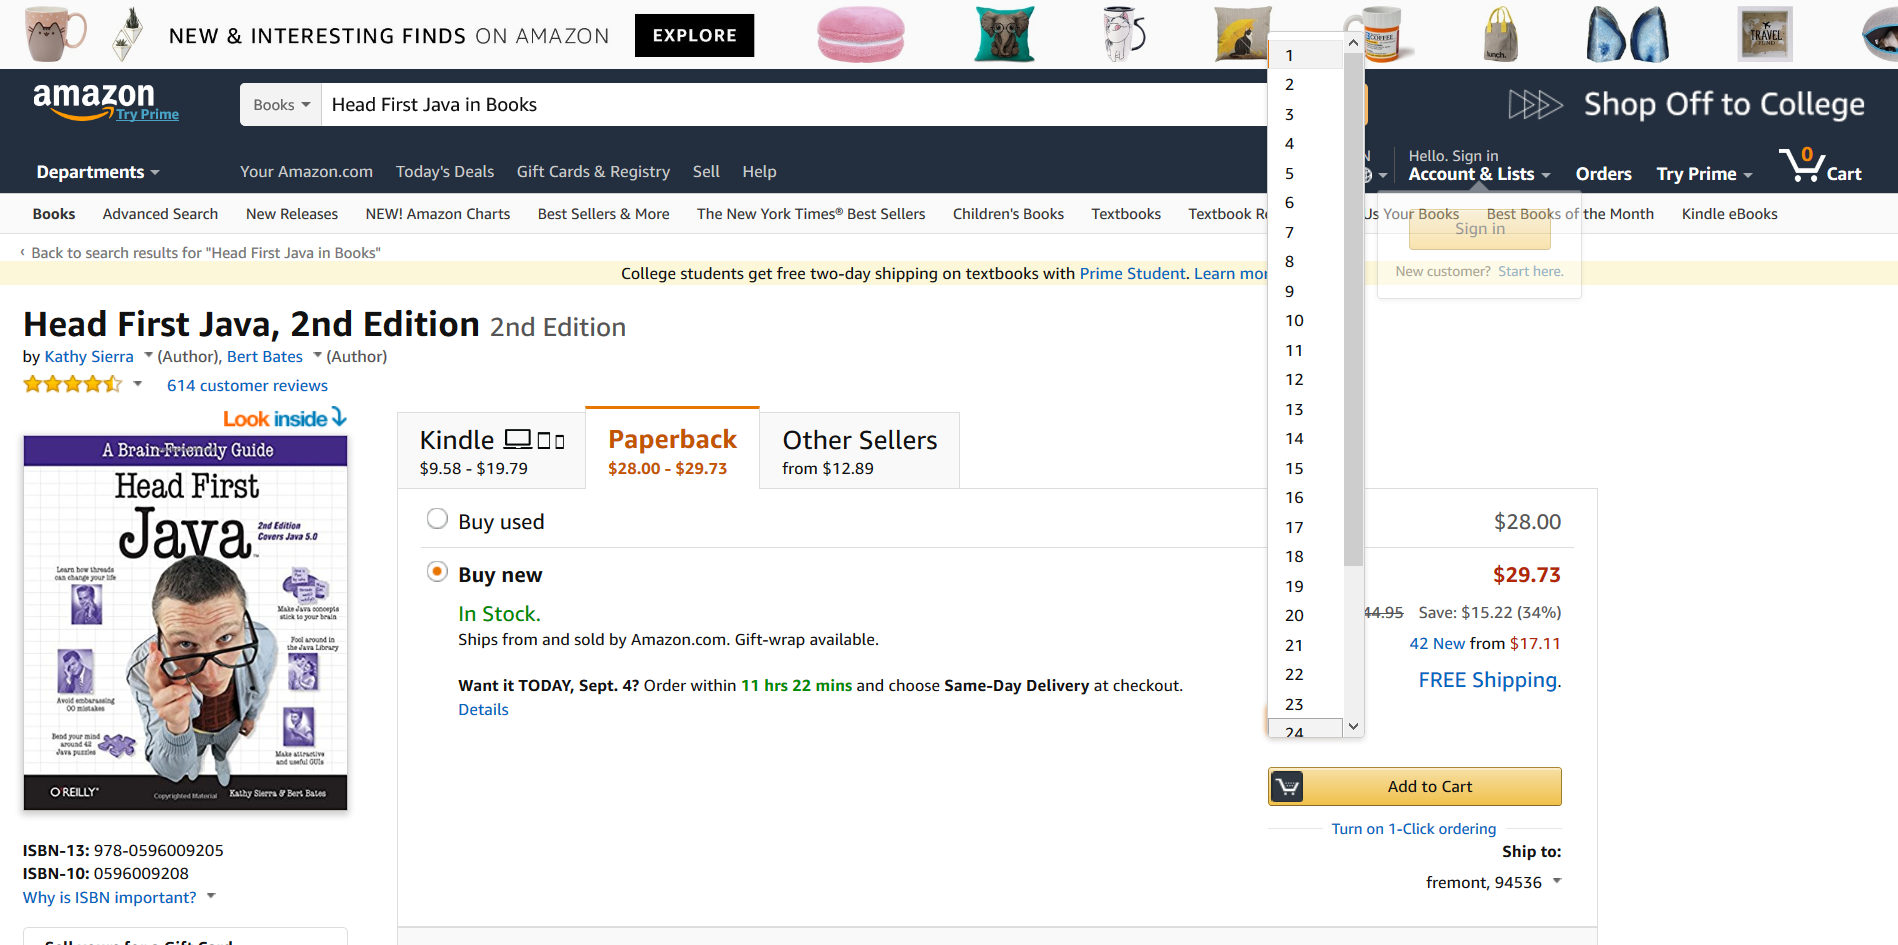 NEW & INTERESTING FINDS ON AMAZON EXPLORE
COFFEE
lunch.
TRAVEL
FUND
amazon
Try Prime
Books
Head First Java in Books
Shop Off to College
Departments
Your Amazon.com
Today's Deals
Gift Cards & Registry
Sell
Help
N
Hello. Sign in
Account & Lists
Orders
Try Prime
0
Cart
Books
Advanced Search
New Releases
NEW! Amazon Charts
Best Sellers & More
The New York Times® Best Sellers
Children's Books
Textbooks
Textbook Re
Us Your Books
Best Books of the Month
Kindle eBooks
Sign in
New customer? Start here.
‹ Back to search results for "Head First Java in Books"
College students get free two-day shipping on textbooks with Prime Student. Learn mor
Head First Java, 2nd Edition 2nd Edition
by Kathy Sierra (Author), Bert Bates (Author)
614 customer reviews
Look inside
A Brain-Friendly Guide
Head First
Java
2nd Edition
Covers Java 5.0
Learn how threads
can change your life
Make Java concepts
stick to your brain
Fool around in
the Java Library
Avoid embarassing
OO mistakes
Bend your mind
around 42
Java puzzles
Make attractive
and useful GUIs
O'REILLY®
Copyrighted Material
Kathy Sierra & Bert Bates
ISBN-13: 978-0596009205
ISBN-10: 0596009208
Why is ISBN important?
Sell yours for a Gift Card
Kindle
$9.58 - $19.79
Paperback
$28.00 - $29.73
Other Sellers
from $12.89
Buy used
$28.00
Buy new
$29.73
In Stock.
Ships from and sold by Amazon.com. Gift-wrap available.
44.95 Save: $15.22 (34%)
42 New from $17.11
FREE Shipping.
Want it TODAY, Sept. 4? Order within 11 hrs 22 mins and choose Same-Day Delivery at checkout.
Details
1
2
3
4
5
6
7
8
9
10
11
12
13
14
15
16
17
18
19
20
21
22
23
24
Add to Cart
Turn on 1-Click ordering
Ship to:
fremont, 94536